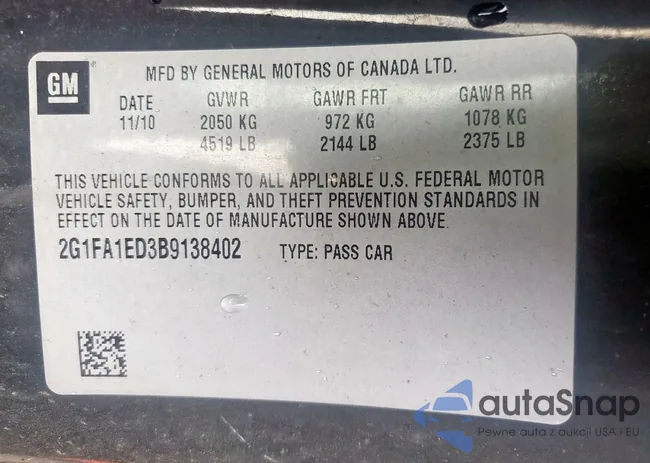 GM
MFD BY GENERAL MOTORS OF CANADA LTD.
DATE GVWR GAWR FRT GAWR RR
11/10 2050 KG 972 KG 1078 KG
4519 LB 2144 LB 2375 LB
THIS VEHICLE CONFORMS TO ALL APPLICABLE U.S. FEDERAL MOTOR
VEHICLE SAFETY, BUMPER, AND THEFT PREVENTION STANDARDS IN
EFFECT ON THE DATE OF MANUFACTURE SHOWN ABOVE.
2G1FA1ED3B9138402 TYPE: PASS CAR
autoSnap
Pewne auta z aukcji USA i EU